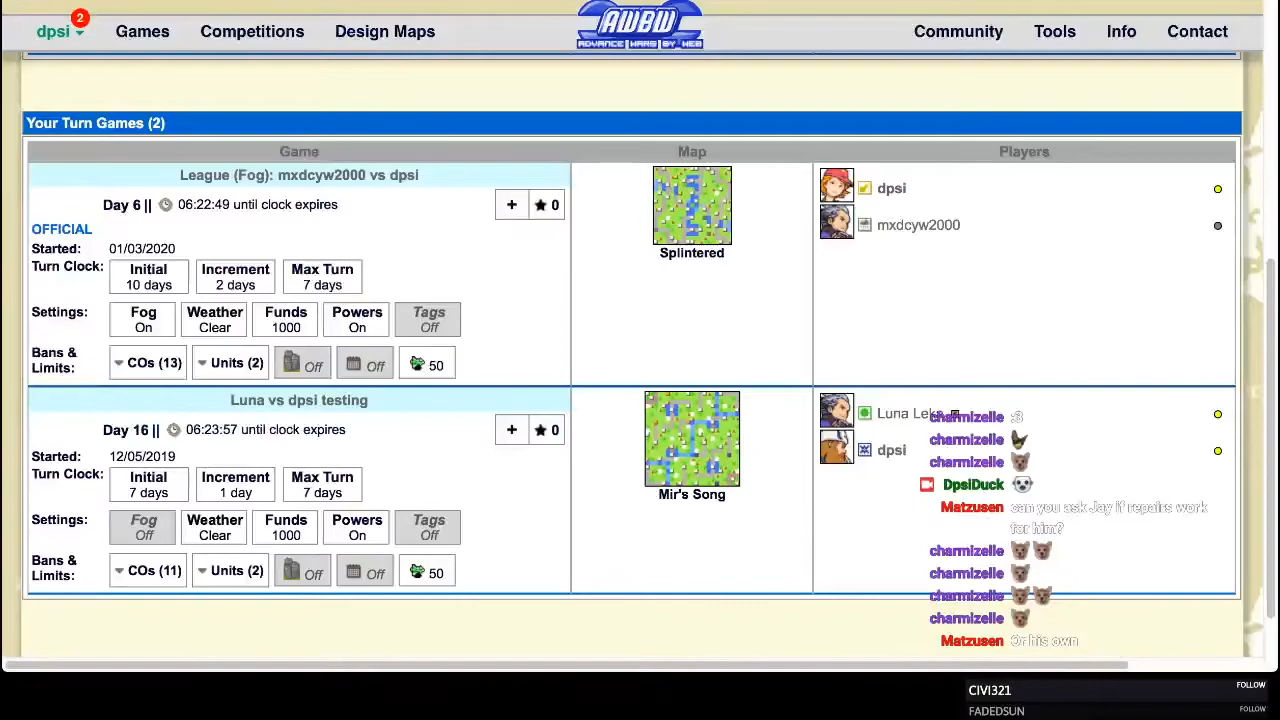 dpsi 2 Games Competitions Design Maps AWBW ADVANCE WARS BY WEB Community Tools Info Contact
Your Turn Games (2)
Game Map Players
League (Fog): mxdcyw2000 vs dpsi
Day 6 || 06:22:49 until clock expires + ★ 0
OFFICIAL
Started: 01/03/2020
Turn Clock: Initial 10 days Increment 2 days Max Turn 7 days
Settings: Fog On Weather Clear Funds 1000 Powers On Tags Off
Bans & Limits: COs (13) Units (2) Off Off 50
Splintered
dpsi
mxdcyw2000
Luna vs dpsi testing
Day 16 || 06:23:57 until clock expires + ★ 0
Started: 12/05/2019
Turn Clock: Initial 7 days Increment 1 day Max Turn 7 days
Settings: Fog Off Weather Clear Funds 1000 Powers On Tags Off
Bans & Limits: COs (11) Units (2) Off Off 50
Mir's Song
Luna
dpsi
charmizelle :3
charmizelle
charmizelle
DpsiDuck
Matzusen can you ask Jay if repairs work
for him?
charmizelle
charmizelle
charmizelle
charmizelle
Matzusen Or his own
CIVI321 FOLLOW
FADEDSUN FOLLOW